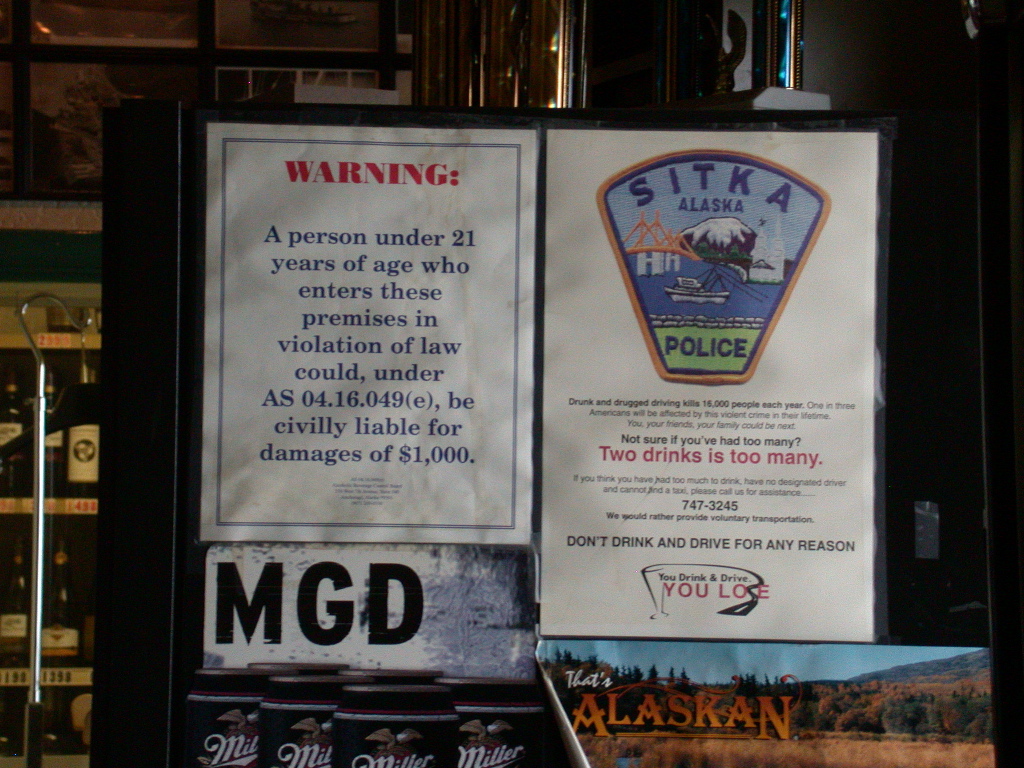 WARNING:
A person under 21
years of age who
enters these
premises in
violation of law
could, under
AS 04.16.049(e), be
civilly liable for
damages of $1,000.
SITKA
ALASKA
POLICE
Drunk and drugged driving kills 16,000 people each year. One in three
Americans will be affected by this violent crime in their lifetime.
You, your friends, your family could be next.
Not sure if you've had too many?
Two drinks is too many.
If you think you have had too much to drink, have no designated driver
and cannot find a taxi, please call us for assistance......
747-3245
We would rather provide voluntary transportation.
DON'T DRINK AND DRIVE FOR ANY REASON
You Drink & Drive.
YOU LOSE
MGD
That's
ALASKAN
Mil
Mil
Miller
Miller
1498
1398